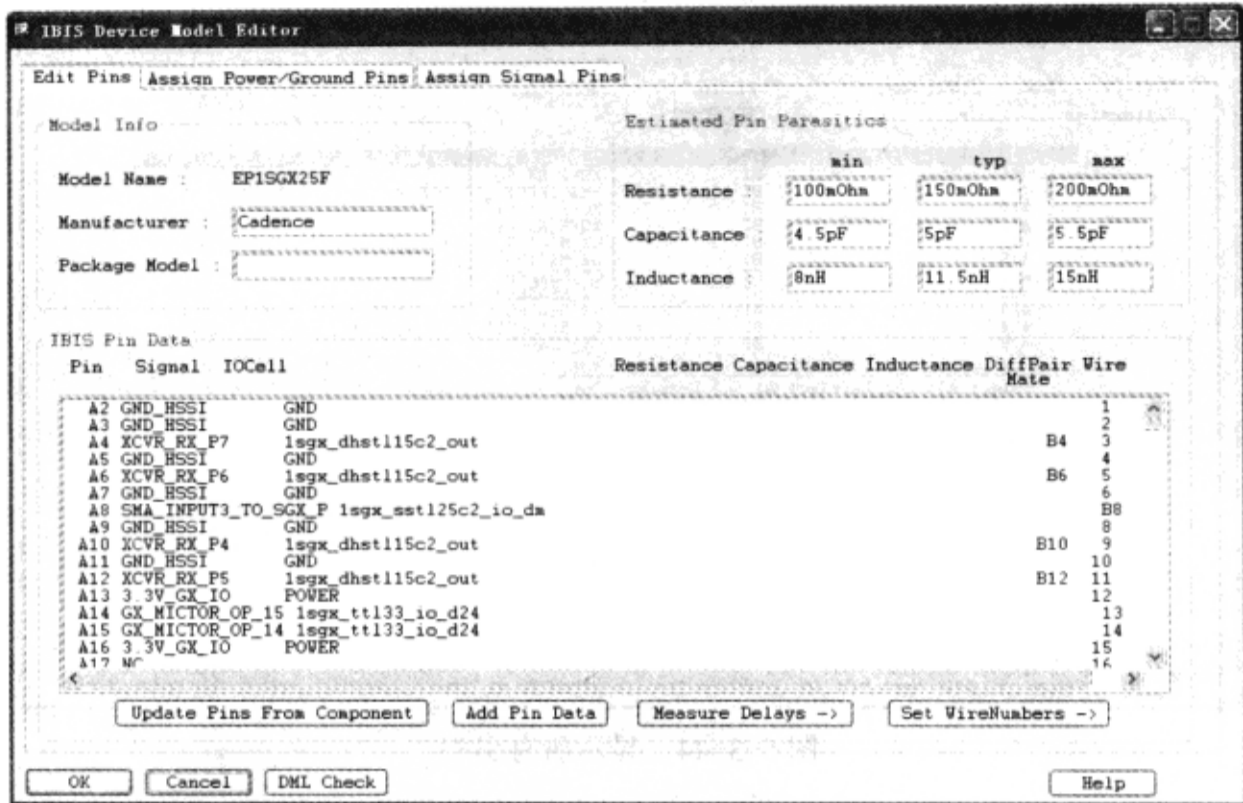 IBIS Device Model Editor
Edit Pins Assign Power/Ground Pins Assign Signal Pins
Model Info
Model Name : EP1SGX25F
Manufacturer : Cadence
Package Model :
Estimated Pin Parasitics
min typ max
Resistance : 100mOhm 150mOhm 200mOhm
Capacitance : 4.5pF 5pF 5.5pF
Inductance : 8nH 11.5nH 15nH
IBIS Pin Data
Pin Signal IOCell Resistance Capacitance Inductance DiffPair Wire
Mate
A2 GND_HSSI GND 1
A3 GND_HSSI GND 2
A4 XCVR_RX_P7 1sgx_dhstl15c2_out B4 3
A5 GND_HSSI GND 4
A6 XCVR_RX_P6 1sgx_dhstl15c2_out B6 5
A7 GND_HSSI GND 6
A8 SMA_INPUT3_TO_SGX_P 1sgx_sstl25c2_io_dm B8
A9 GND_HSSI GND 8
A10 XCVR_RX_P4 1sgx_dhstl15c2_out B10 9
A11 GND_HSSI GND 10
A12 XCVR_RX_P5 1sgx_dhstl15c2_out B12 11
A13 3.3V_GX_IO POWER 12
A14 GX_MICTOR_OP_15 1sgx_ttl33_io_d24 13
A15 GX_MICTOR_OP_14 1sgx_ttl33_io_d24 14
A16 3.3V_GX_IO POWER 15
A17 NC 16
Update Pins From Component Add Pin Data Measure Delays -> Set WireNumbers ->
OK Cancel DML Check Help